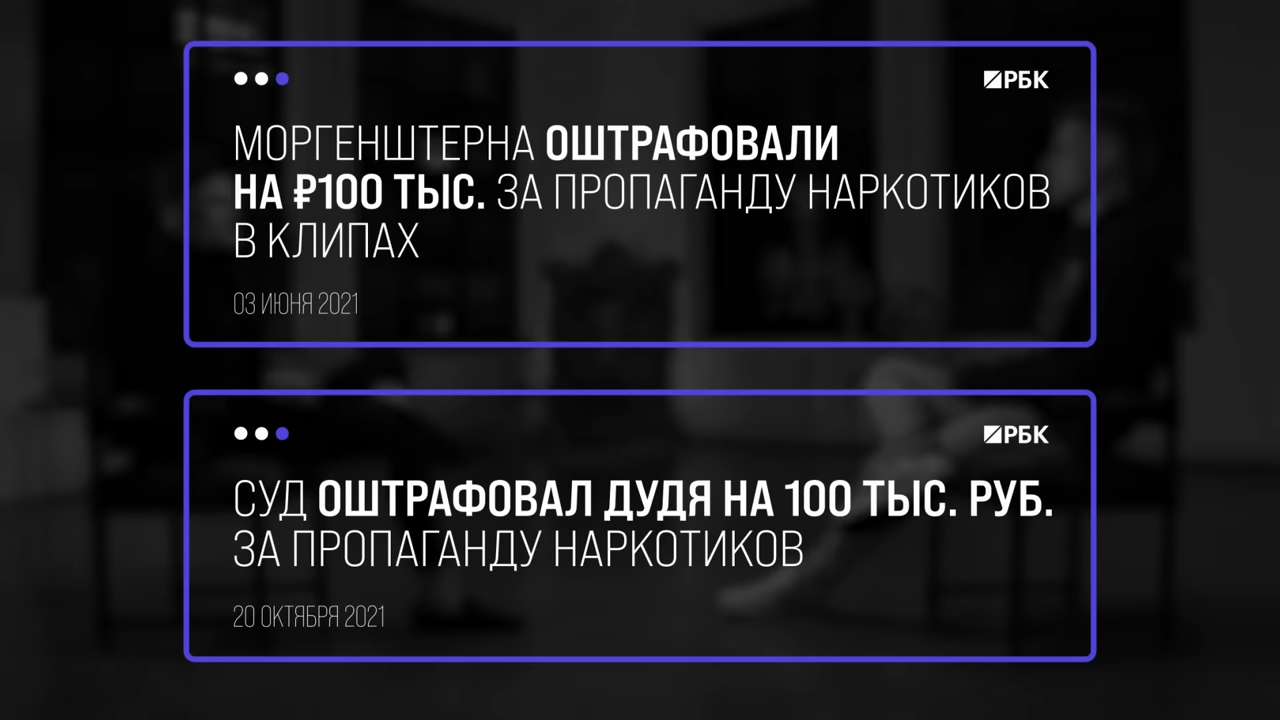 РБК
МОРГЕНШТЕРНА ОШТРАФОВАЛИ
НА ₽100 ТЫС. ЗА ПРОПАГАНДУ НАРКОТИКОВ
В КЛИПАХ
03 ИЮНЯ 2021
РБК
СУД ОШТРАФОВАЛ ДУДЯ НА 100 ТЫС. РУБ.
ЗА ПРОПАГАНДУ НАРКОТИКОВ
20 ОКТЯБРЯ 2021